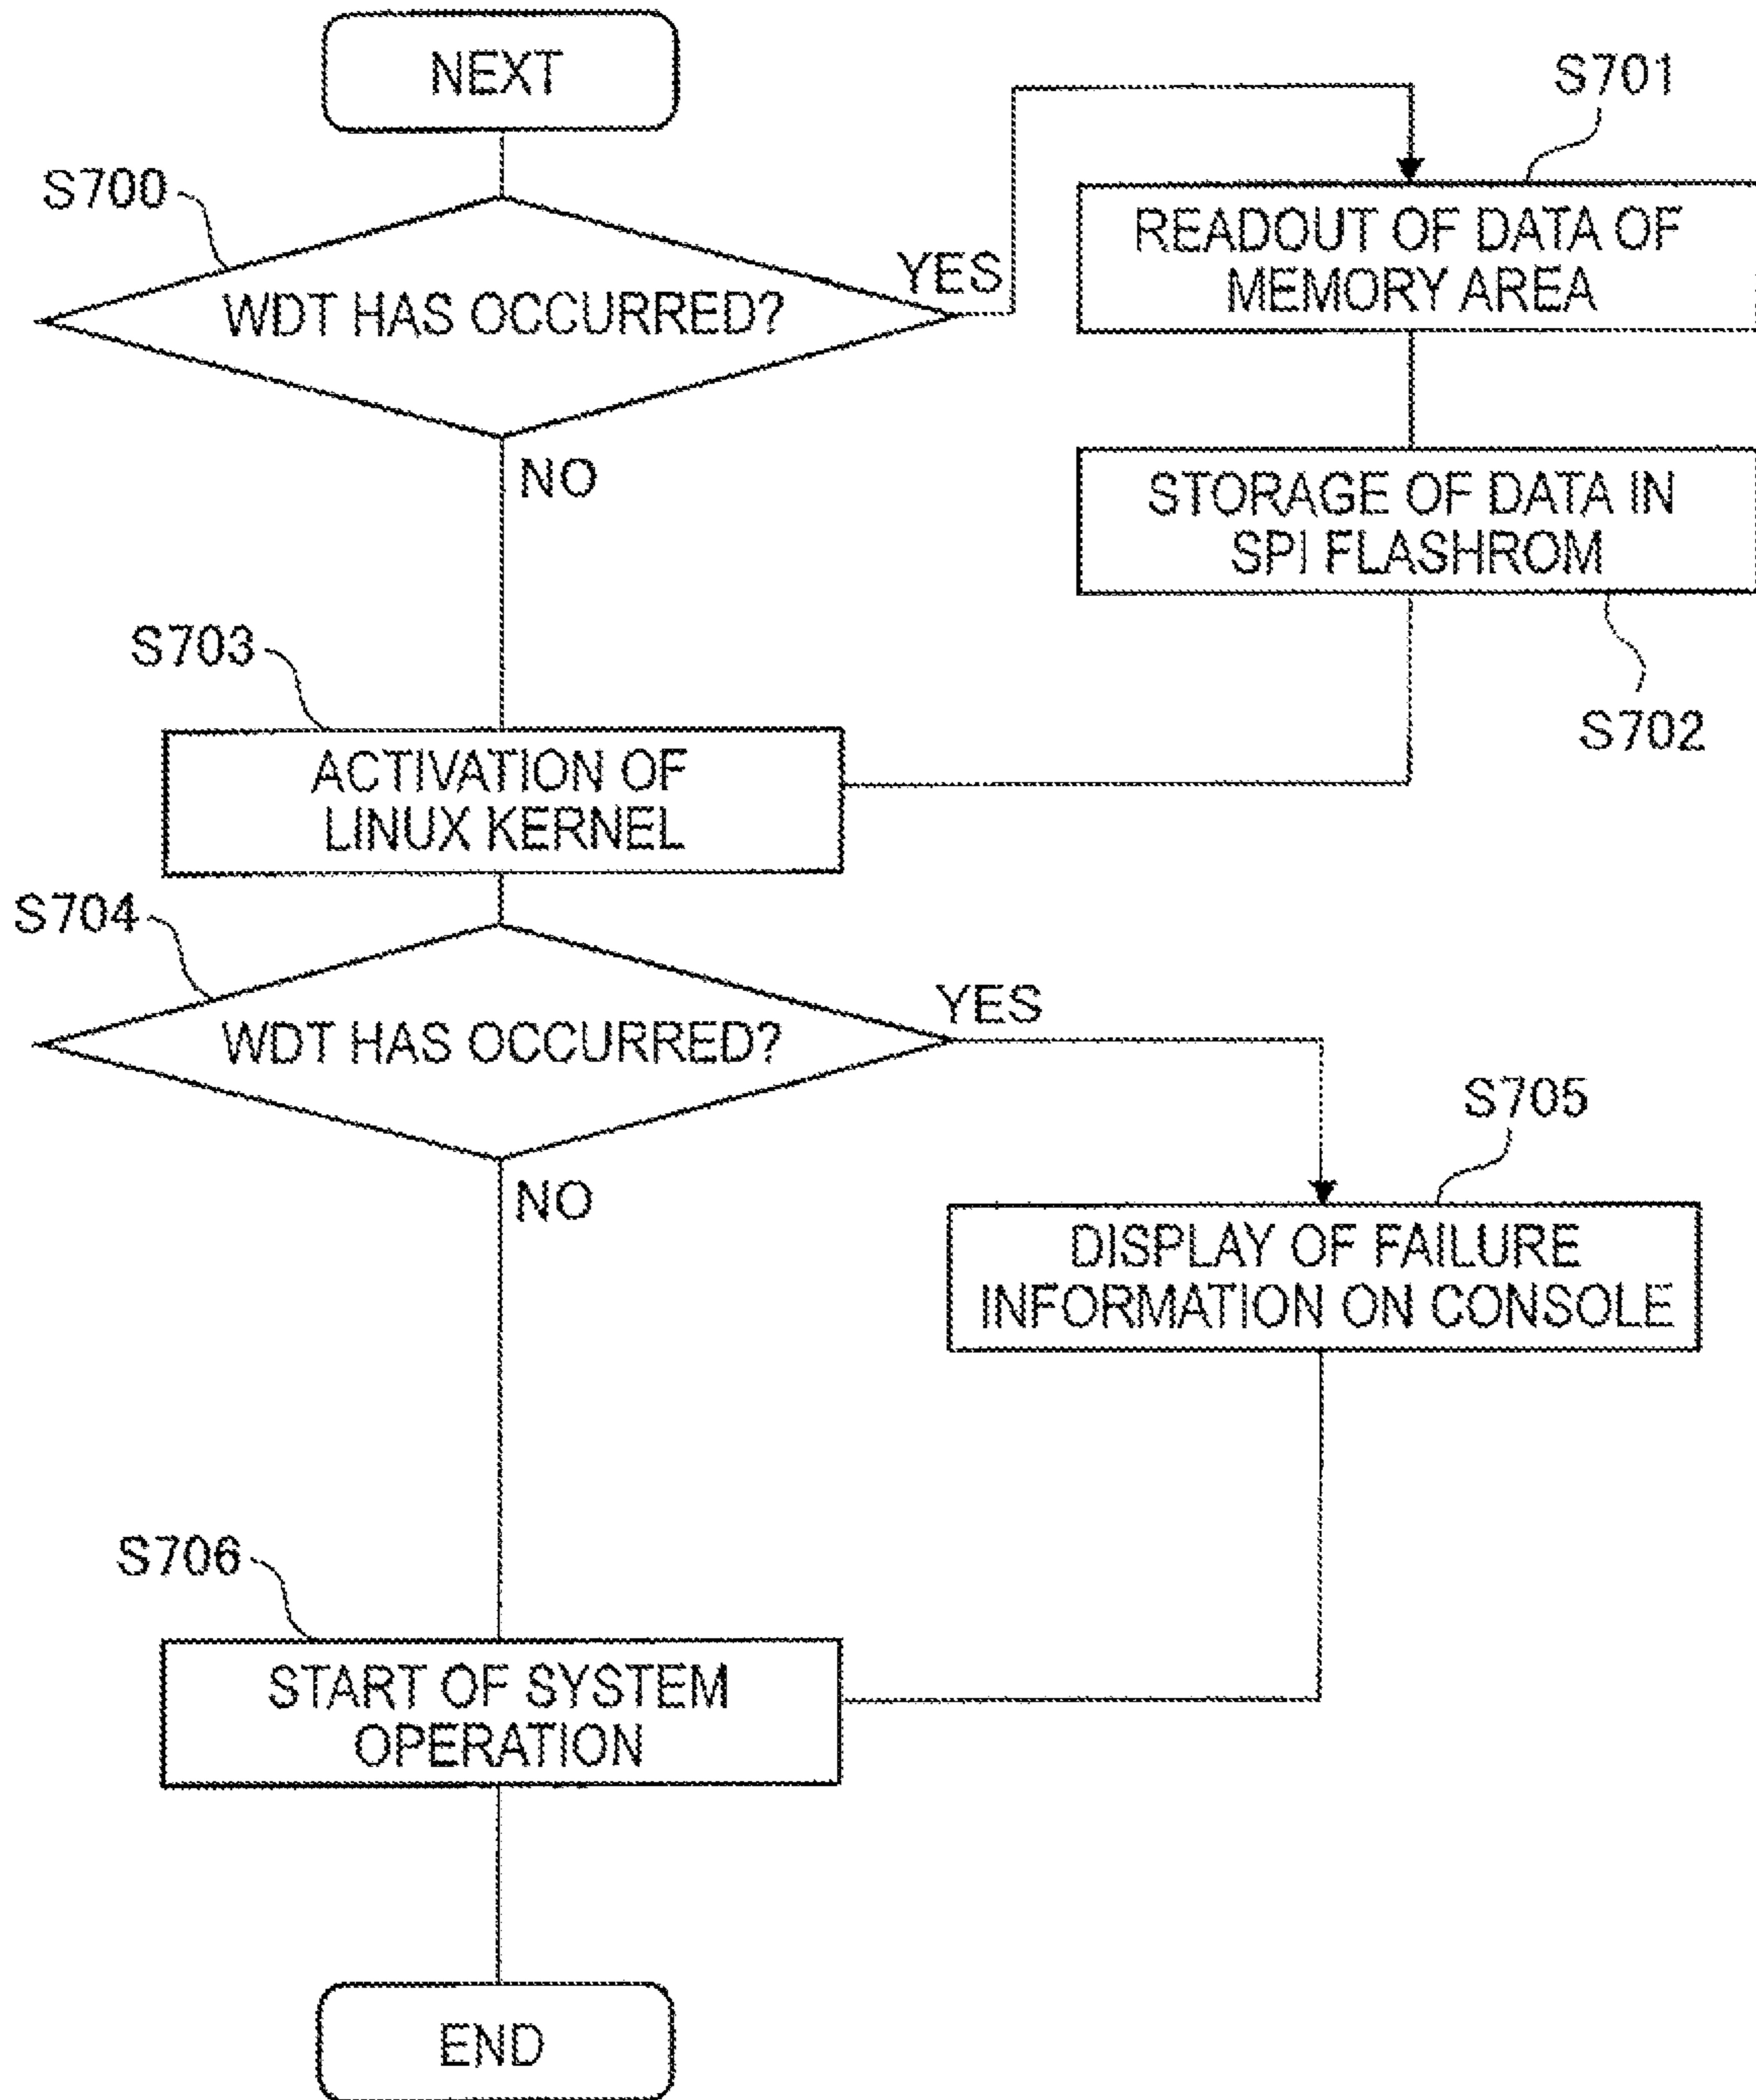 NEXT
S700
WDT HAS OCCURRED?
YES
S701
READOUT OF DATA OF
MEMORY AREA
NO
STORAGE OF DATA IN
SPI FLASHROM
S702
S703
ACTIVATION OF
LINUX KERNEL
S704
WDT HAS OCCURRED?
YES
S705
DISPLAY OF FAILURE
INFORMATION ON CONSOLE
NO
S706
START OF SYSTEM
OPERATION
END